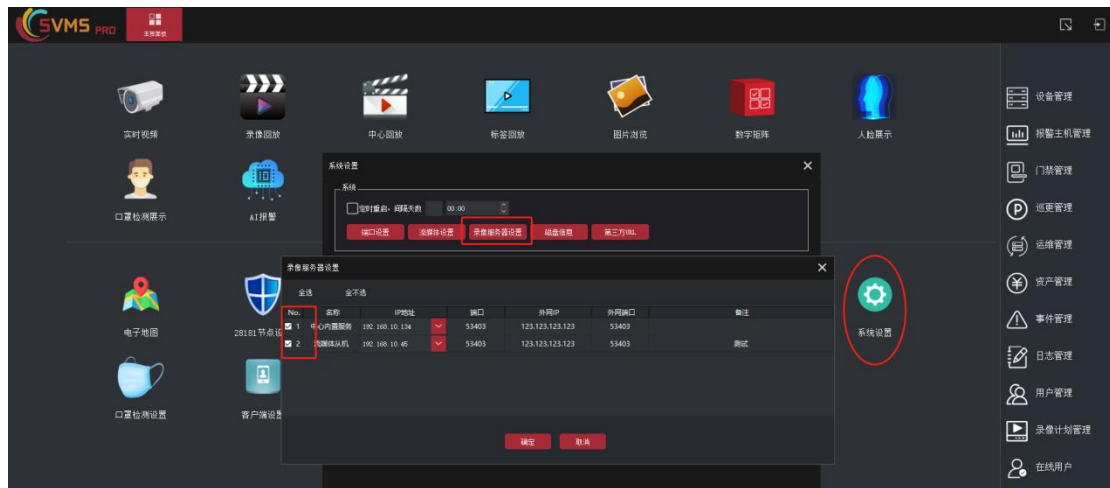 SVMS PRO
主控面板
实时视频
录像回放
中心回放
标签回放
图片浏览
数字矩阵
人脸展示
口罩检测展示
AI报警
系统设置
系统
定时重启，间隔天数 00:00
端口设置 流媒体设置 录像服务器设置 磁盘信息 第三方URL
录像服务器设置
全选 全不选
No. 名称 IP地址 端口 外网IP 外网端口 备注
1 中心内置服务 192.168.10.134 53403 123.123.123.123 53403
2 流媒体从机 192.168.10.45 53403 123.123.123.123 53403 测试
确定 取消
电子地图
28181节点设
系统设置
口罩检测设置
客户端设置
设备管理
报警主机管理
门禁管理
巡更管理
运维管理
资产管理
事件管理
日志管理
用户管理
录像计划管理
在线用户